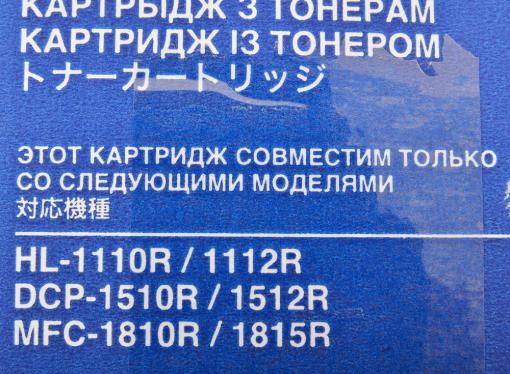 КАРТРЫДЖ З ТОНЕРАМ
КАРТРИДЖ ІЗ ТОНЕРОМ
トナーカートリッジ
ЭТОТ КАРТРИДЖ СОВМЕСТИМ ТОЛЬКО
СО СЛЕДУЮЩИМИ МОДЕЛЯМИ
対応機種
HL-1110R / 1112R
DCP-1510R / 1512R
MFC-1810R / 1815R